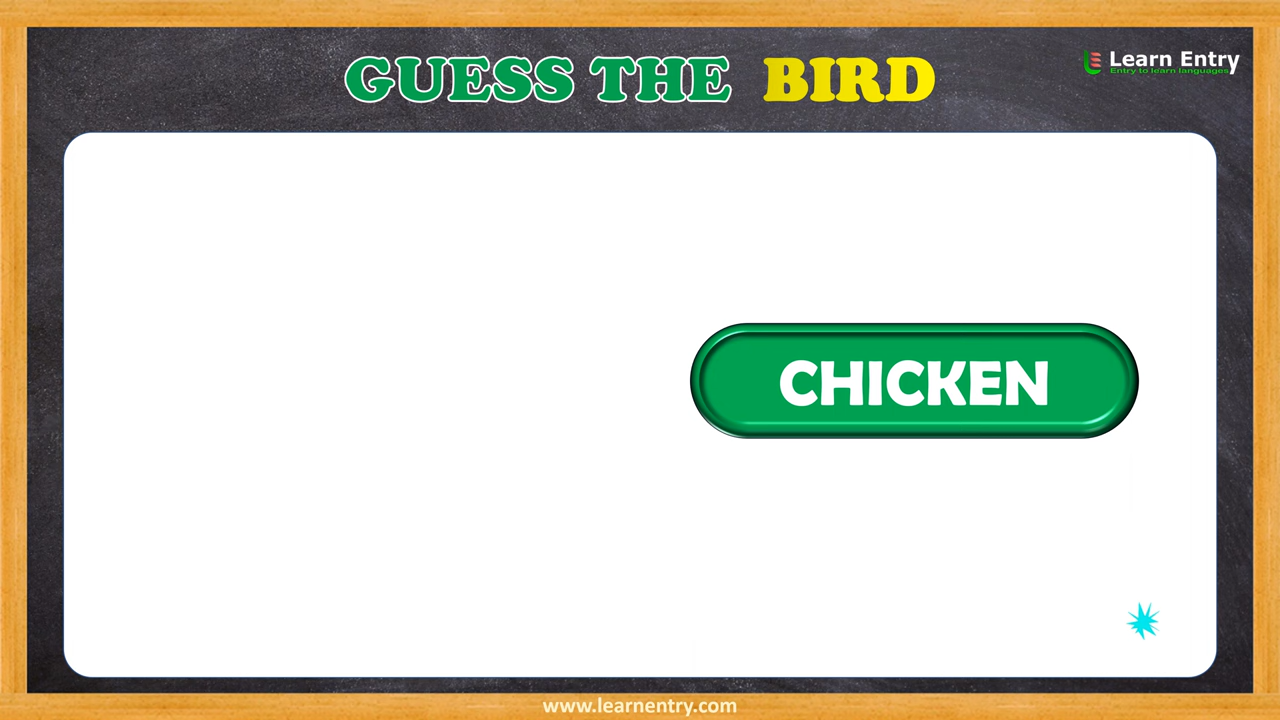 GUESS THE BIRD
Learn Entry
Entry to learn languages
CHICKEN
www.learnentry.com